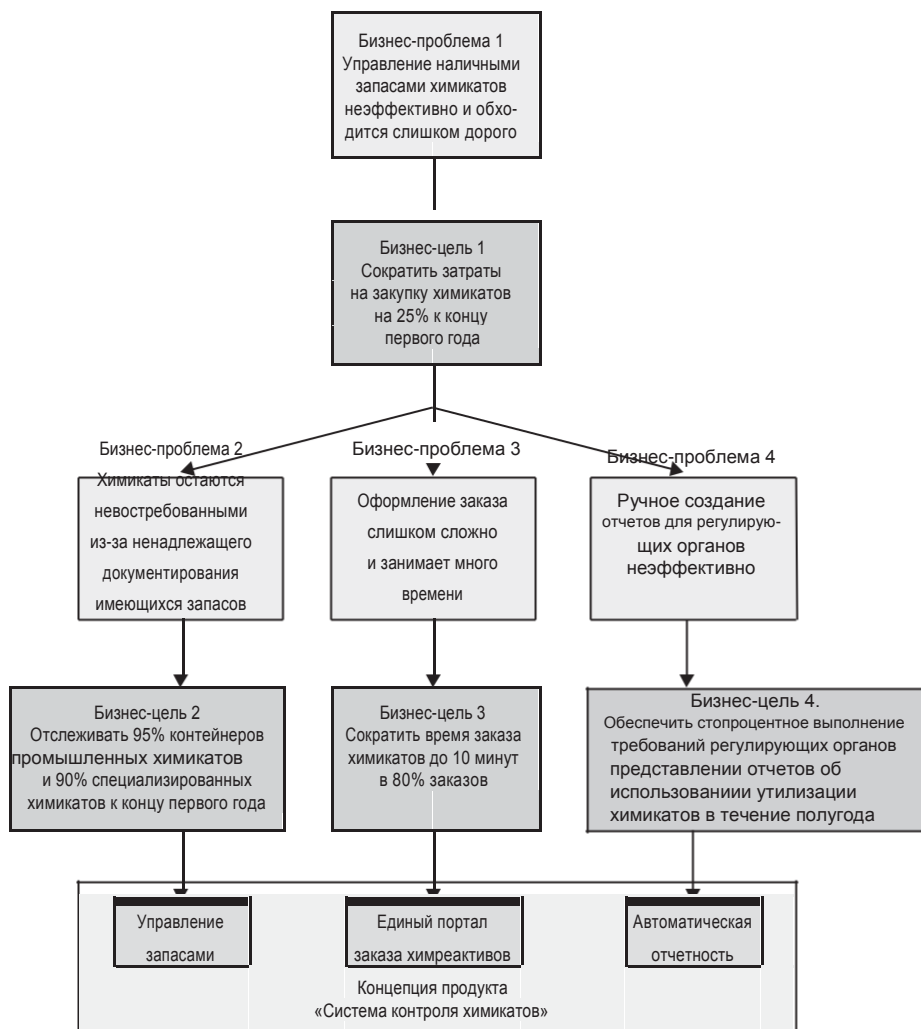 Бизнес-проблема 1
Управление наличными
запасами химикатов
неэффективно и обхо-
дится слишком дорого
Бизнес-цель 1
Сократить затраты
на закупку химикатов
на 25% к концу
первого года
Бизнес-проблема 2
Химикаты остаются
невостребованными
из-за ненадлежащего
документирования
имеющихся запасов
Бизнес-проблема 3
Оформление заказа
слишком сложно
и занимает много
времени
Бизнес-проблема 4
Ручное создание
отчетов для регулирую-
щих органов
неэффективно
Бизнес-цель 2
Отслеживать 95% контейнеров
промышленных химикатов
и 90% специализированных
химикатов к концу первого года
Бизнес-цель 3
Сократить время заказа
химикатов до 10 минут
в 80% заказов
Бизнес-цель 4.
Обеспечить стопроцентное выполнение
требований регулирующих органов
представлении отчетов об
использованиии утилизации
химикатов в течение полугода
Управление
запасами
Единый портал
заказа химреактивов
Автоматическая
отчетность
Концепция продукта
«Система контроля химикатов»